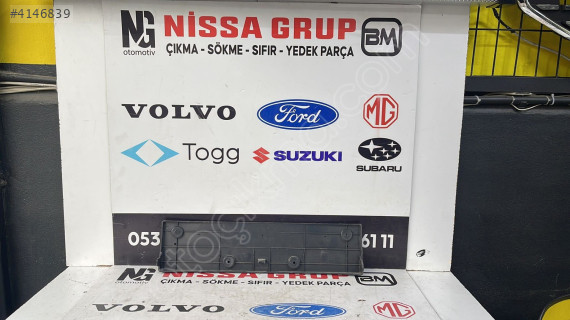 #4146839
NG NİSSA GRUP BM
otomotiv ÇIKMA - SÖKME - SIFIR - YEDEK PARÇA
VOLVO Ford MG
Togg SUZUKI SUBARU
053 61 11
NG NİSSA GRUP BM
otomotiv ÇIKMA - SÖKME - SIFIR - YEDEK PARÇA
VOLVO Ford MG